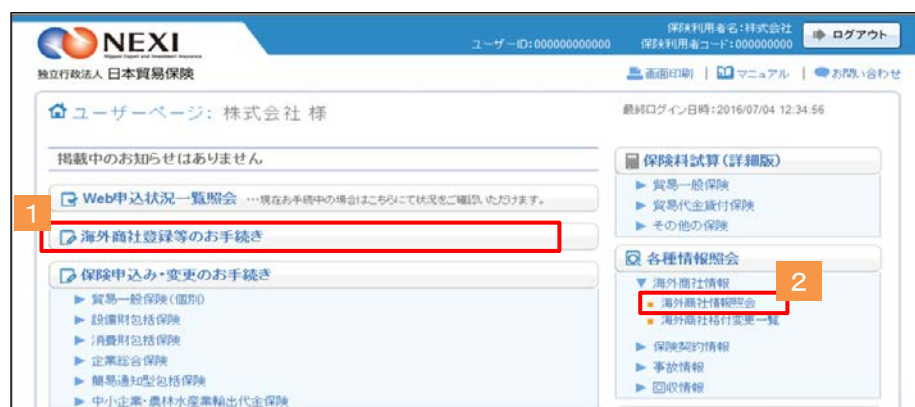 NEXI
Nippon Export and Investment Insurance
独立行政法人 日本貿易保険
ユーザーID:000000000000
保険利用者名:株式会社
保険利用者コード:000000000
ログアウト
画面印刷 | マニュアル | お問い合わせ
ユーザーページ: 株式会社 様
最終ログイン日時:2016/07/04 12:34:56
掲載中のお知らせはありません。
Web申込状況一覧照会 …現在お手続中の場合はこちらにて状況をご確認いただけます。
1
海外商社登録等のお手続き
保険申込み・変更のお手続き
貿易一般保険(個別)
設備財包括保険
消費財包括保険
企業総合保険
簡易通知型包括保険
中小企業・農林水産業輸出代金保険
保険料試算(詳細版)
貿易一般保険
貿易代金貸付保険
その他の保険
各種情報照会
2
海外商社情報
海外商社情報照会
海外商社格付変更一覧
保険契約情報
事故情報
回収情報